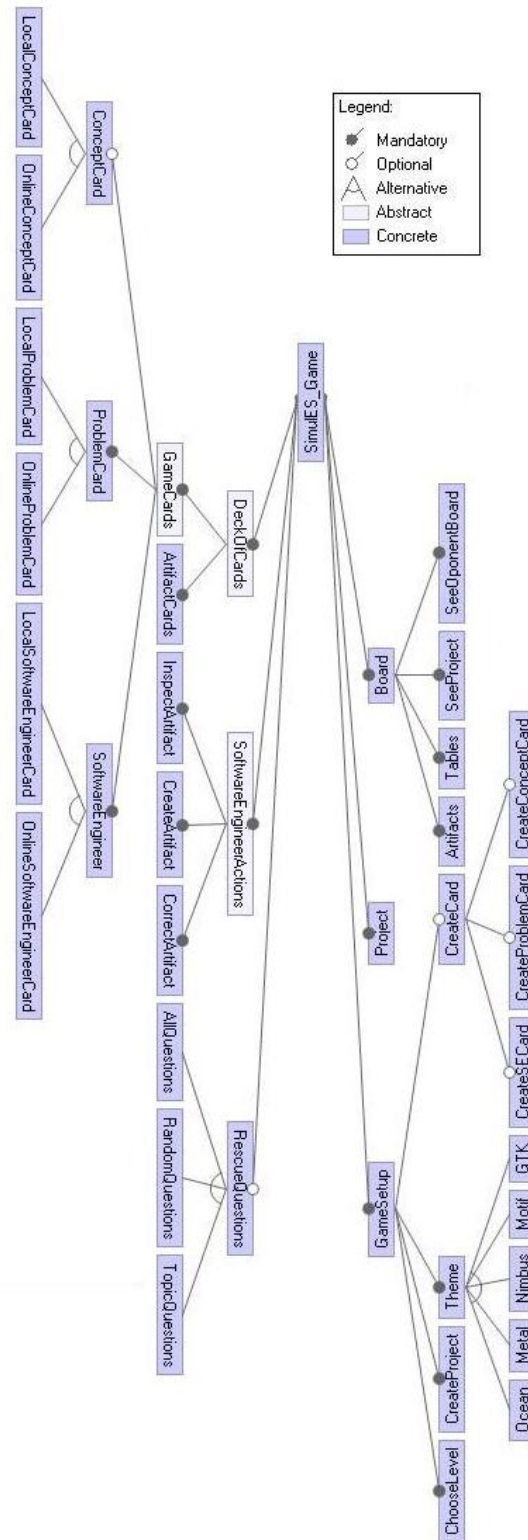 Legend:
Mandatory
Optional
Alternative
Abstract
Concrete
SimulES_Game
DeckOfCards
SoftwareEngineerActions
RescueQuestions
Board
Project
GameSetup
GameCards
ArtifactCards
InspectArtifact
CreateArtifact
CorrectArtifact
AllQuestions
RandomQuestions
TopicQuestions
ConceptCard
ProblemCard
SoftwareEngineer
LocalConceptCard
OnlineConceptCard
LocalProblemCard
OnlineProblemCard
LocalSoftwareEngineerCard
OnlineSoftwareEngineerCard
SeeOponentBoard
SeeProject
Tables
Artifacts
CreateCard
Theme
CreateProject
ChooseLevel
CreateConceptCard
CreateProblemCard
CreateSECard
GTK
Motif
Nimbus
Metal
Ocean